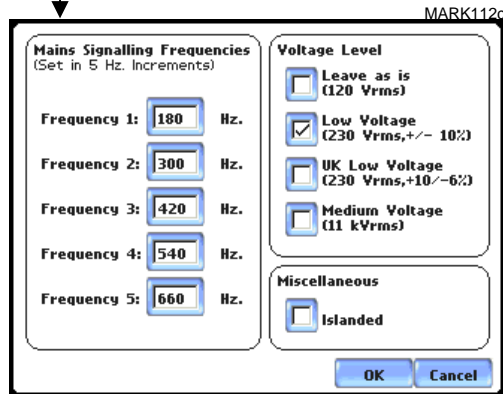 MARK112c
Mains Signalling Frequencies
(Set in 5 Hz. Increments)
Frequency 1: 180 Hz.
Frequency 2: 300 Hz.
Frequency 3: 420 Hz.
Frequency 4: 540 Hz.
Frequency 5: 660 Hz.
Voltage Level
Leave as is
(120 Vrms)
Low Voltage
(230 Vrms,+/- 10%)
UK Low Voltage
(230 Vrms,+10/-6%)
Medium Voltage
(11 kVrms)
Miscellaneous
Islanded
OK Cancel